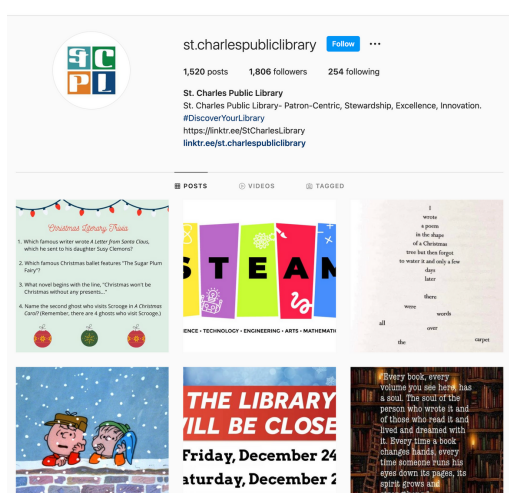 SC
PL
st.charlespubliclibrary Follow
1,520 posts 1,806 followers 254 following
St. Charles Public Library
St. Charles Public Library- Patron-Centric, Stewardship, Excellence, Innovation.
#DiscoverYourLibrary
https://linktr.ee/StCharlesLibrary
linktr.ee/st.charlespubliclibrary
POSTS VIDEOS TAGGED
Christmas Literary Trivia
1. Which famous writer wrote A Letter from Santa Claus,
which he sent to his daughter Susy Clemons?
2. Which famous Christmas ballet features "The Sugar Plum
Fairy"?
3. What novel begins with the line, "Christmas won't be
Christmas without any presents..."
4. Name the second ghost who visits Scrooge in A Christmas
Carol? (Remember, there are 4 ghosts who visit Scrooge.)
STEAM
IENCE • TECHNOLOGY • ENGINEERING • ARTS • MATHEMATI
I
wrote
a poem
in the shape
of a Christmas
tree but then forgot
to water it and only a few
days
later
there
were
words
all
over
the
carpet
THE LIBRARY
WILL BE CLOSE
Friday, December 24
aturday, December 2
"Every book, every
volume you see here, has
a soul. The soul of the
person who wrote it and
of those who read it and
lived and dreamed with
it. Every time a book
changes hands, every
time someone runs his
eyes down its pages, its
spirit grows and